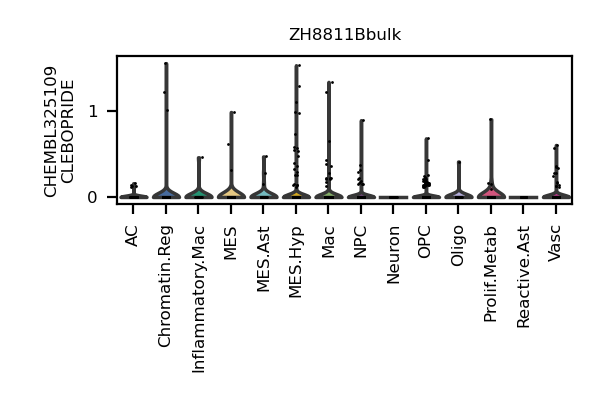 ZH8811Bbulk
CHEMBL325109
CLEBOPRIDE
1
0
AC
Chromatin.Reg
Inflammatory.Mac
MES
MES.Ast
MES.Hyp
Mac
NPC
Neuron
OPC
Oligo
Prolif.Metab
Reactive.Ast
Vasc